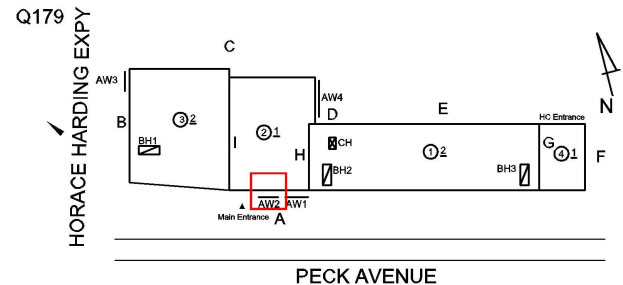 Q179
HORACE HARDING EXPY
C
AW3
AW4
B
D
E
HC Entrance
N
3 2
2 1
I
BH1
H
CH
1 2
G
4 1
F
BH2
BH3
AW2
AW1
Main Entrance
A
PECK AVENUE